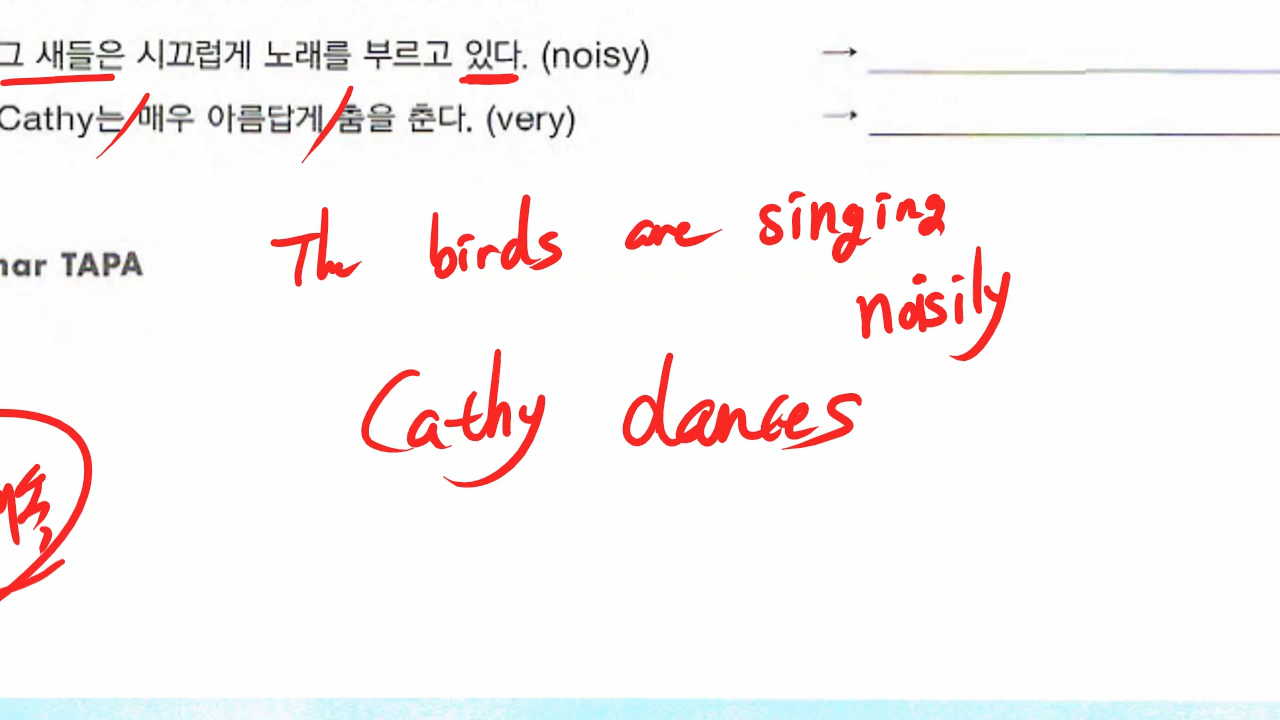 그 새들은 시끄럽게 노래를 부르고 있다. (noisy) →
Cathy는 매우 아름답게 춤을 춘다. (very) →
The birds are singing
nar TAPA
noisily
Cathy dances